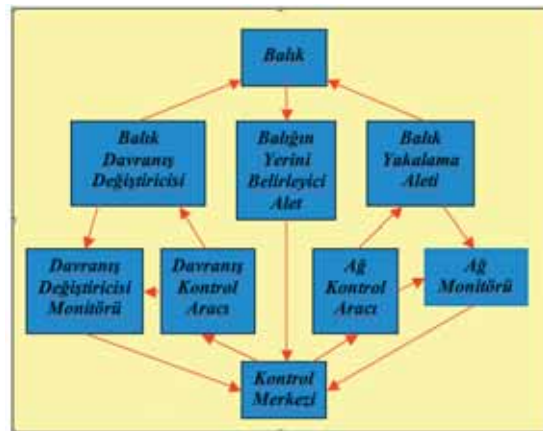 Balık
Balık
Davranış
Değiştiricisi
Balığın
Yerini
Belirleyici
Alet
Balık
Yakalama
Aleti
Davranış
Değiştiricisi
Monitörü
Davranış
Kontrol
Aracı
Ağ
Kontrol
Aracı
Ağ
Monitörü
Kontrol
Merkezi